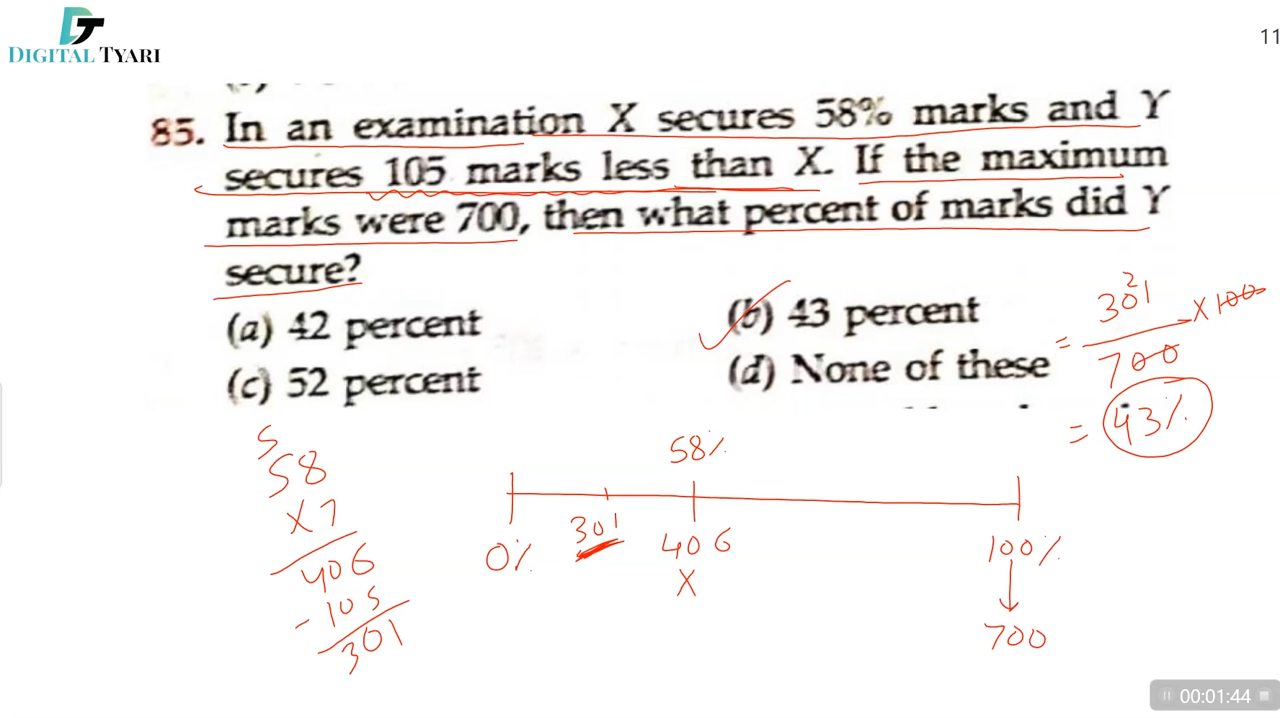 DIGITAL TYARI
11
85. In an examination X secures 58% marks and Y
secures 105 marks less than X. If the maximum
marks were 700, then what percent of marks did Y
secure?
(a) 42 percent
(b) 43 percent
(c) 52 percent
(d) None of these
= 301/700 × 100
2
= 43%
5
58
× 7
406
- 105
301
58%
0%
301
406
100%
X
700
00:01:44